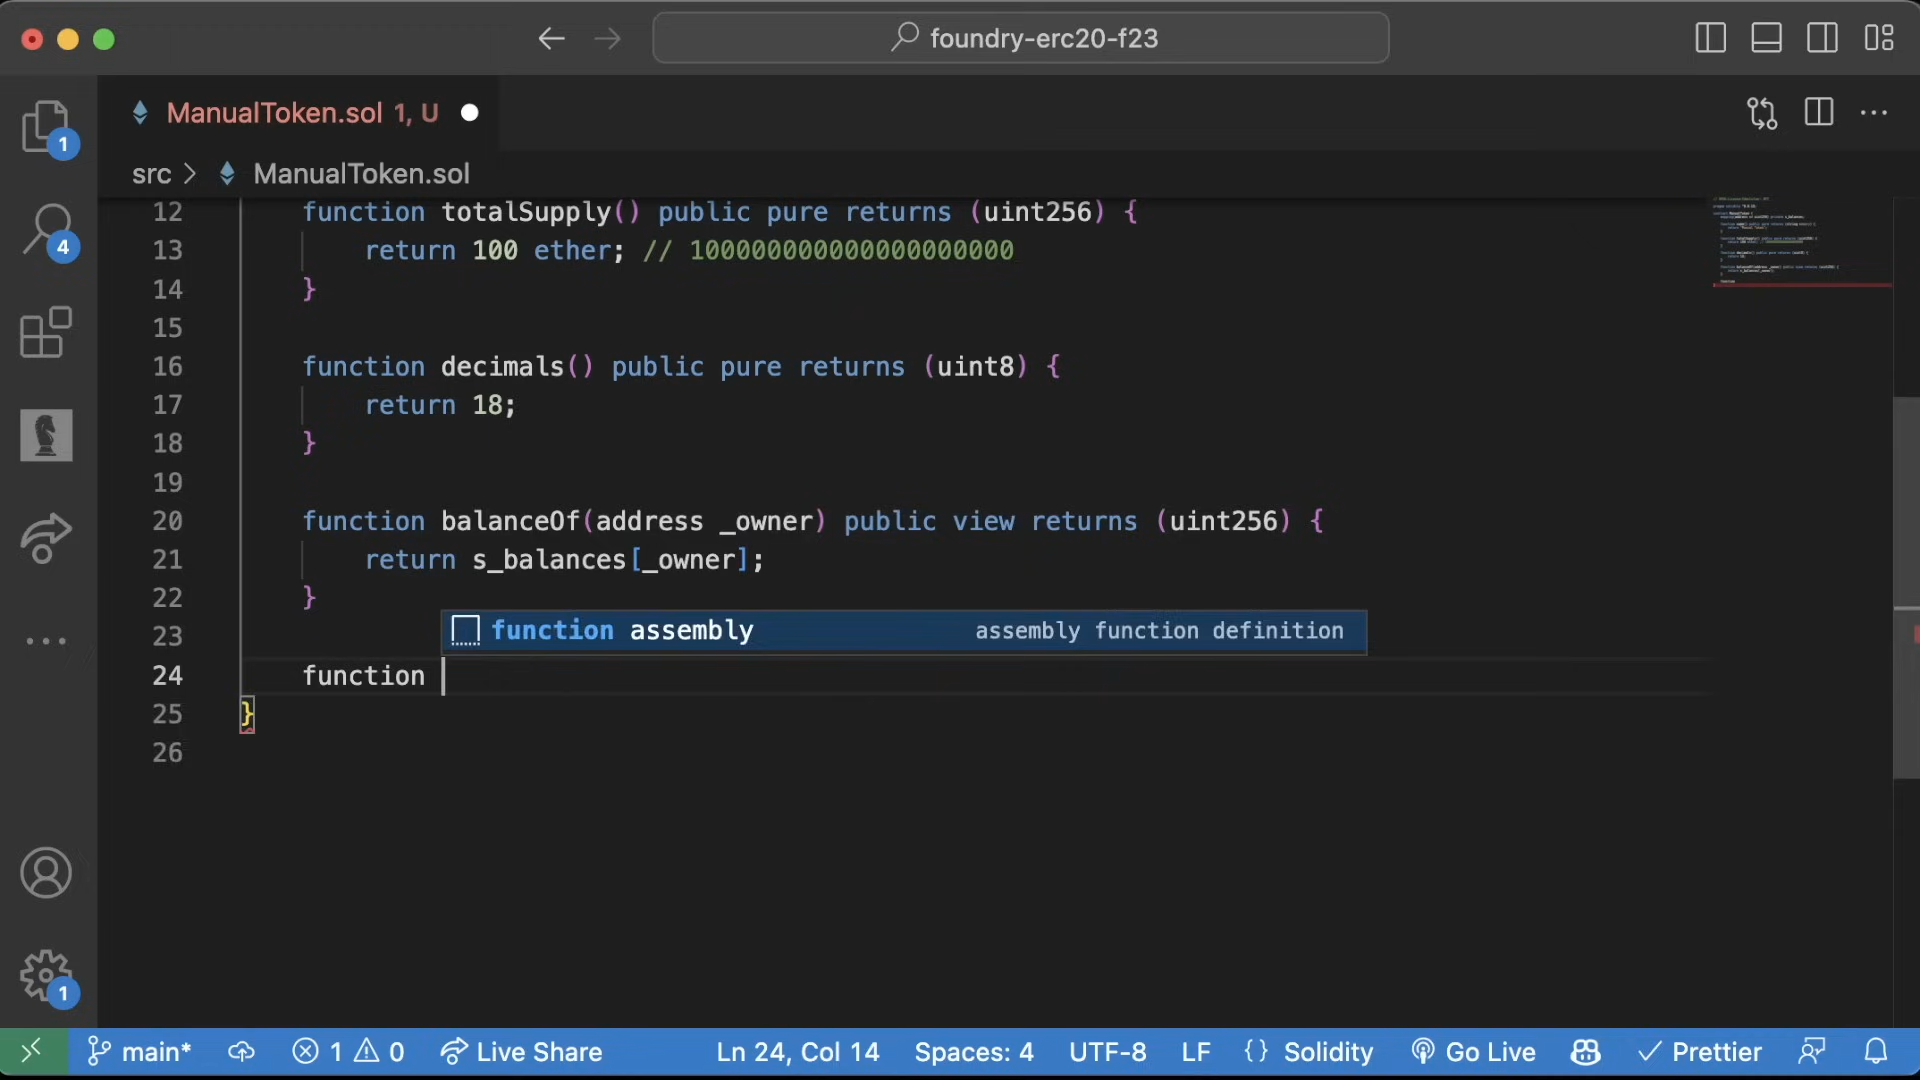 foundry-erc20-f23
ManualToken.sol 1, U
src > ManualToken.sol
12 function totalSupply() public pure returns (uint256) {
13 return 100 ether; // 100000000000000000000
14 }
15
16 function decimals() public pure returns (uint8) {
17 return 18;
18 }
19
20 function balanceOf(address _owner) public view returns (uint256) {
21 return s_balances[_owner];
22 }
function assembly assembly function definition
23
24 function
25 }
26
1
4
1
main* 1 0 Live Share Ln 24, Col 14 Spaces: 4 UTF-8 LF {} Solidity Go Live Prettier